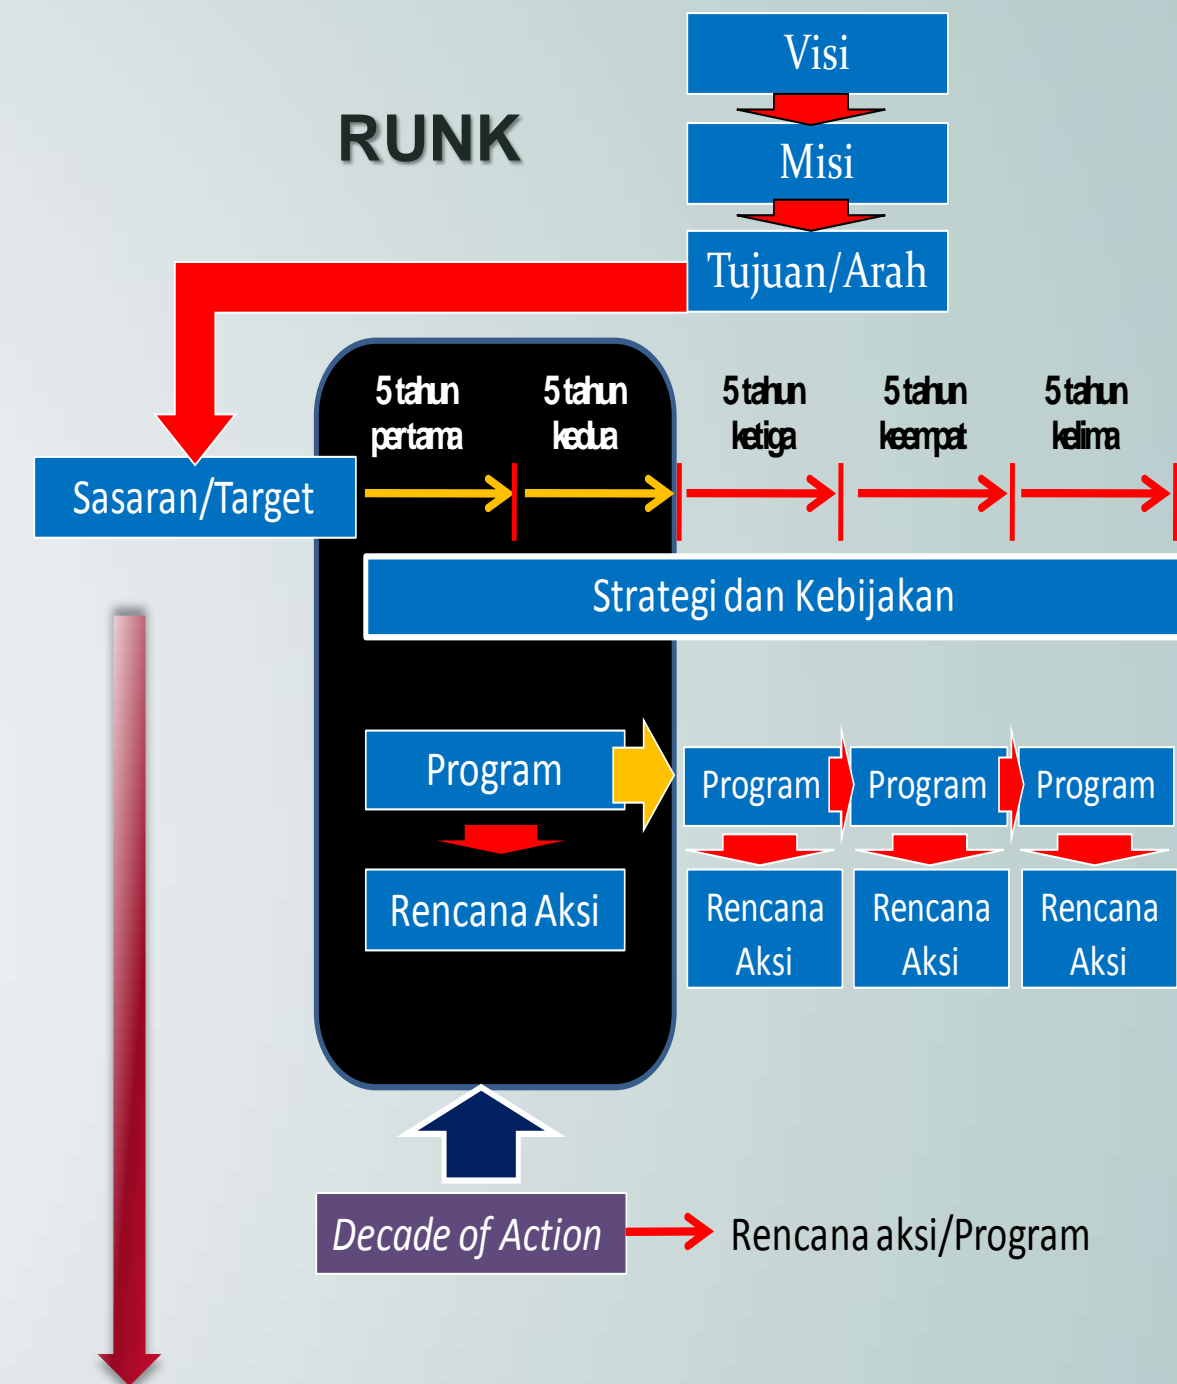 Visi
RUNK
Misi
Tujuan/Arah
5 tahun
pertama
5 tahun
kedua
5 tahun
ketiga
5 tahun
keempat
5 tahun
kelima
Sasaran/Target
Strategi dan Kebijakan
Program
Program
Program
Program
Rencana Aksi
Rencana
Aksi
Rencana
Aksi
Rencana
Aksi
Decade of Action
Rencana aksi/Program